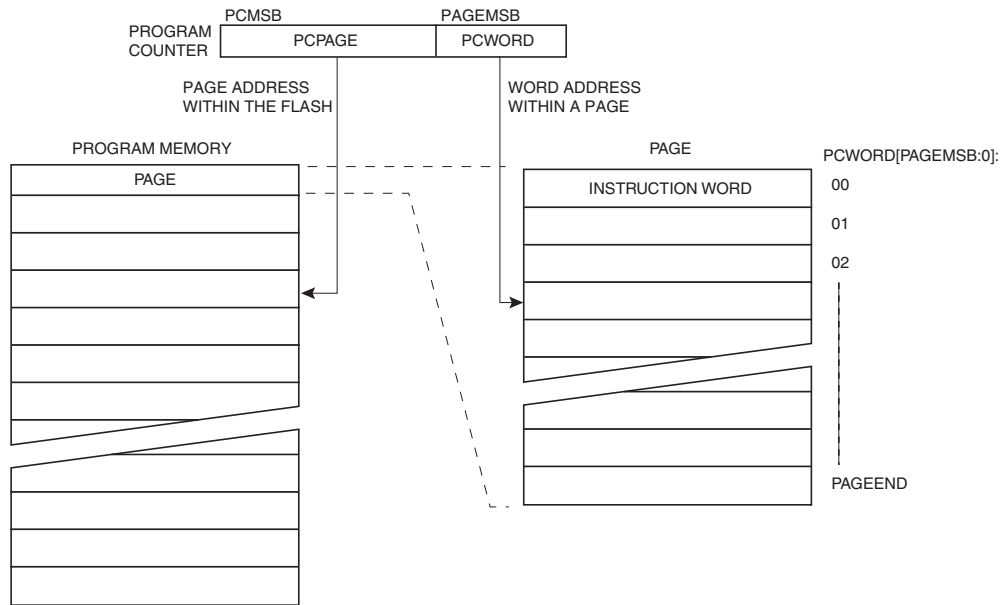 PCMSB
PAGEMSB
PROGRAM
COUNTER
PCPAGE
PCWORD
PAGE ADDRESS
WITHIN THE FLASH
WORD ADDRESS
WITHIN A PAGE
PROGRAM MEMORY
PAGE
PAGE
INSTRUCTION WORD
PCWORD[PAGEMSB:0]:
00
01
02
PAGEEND